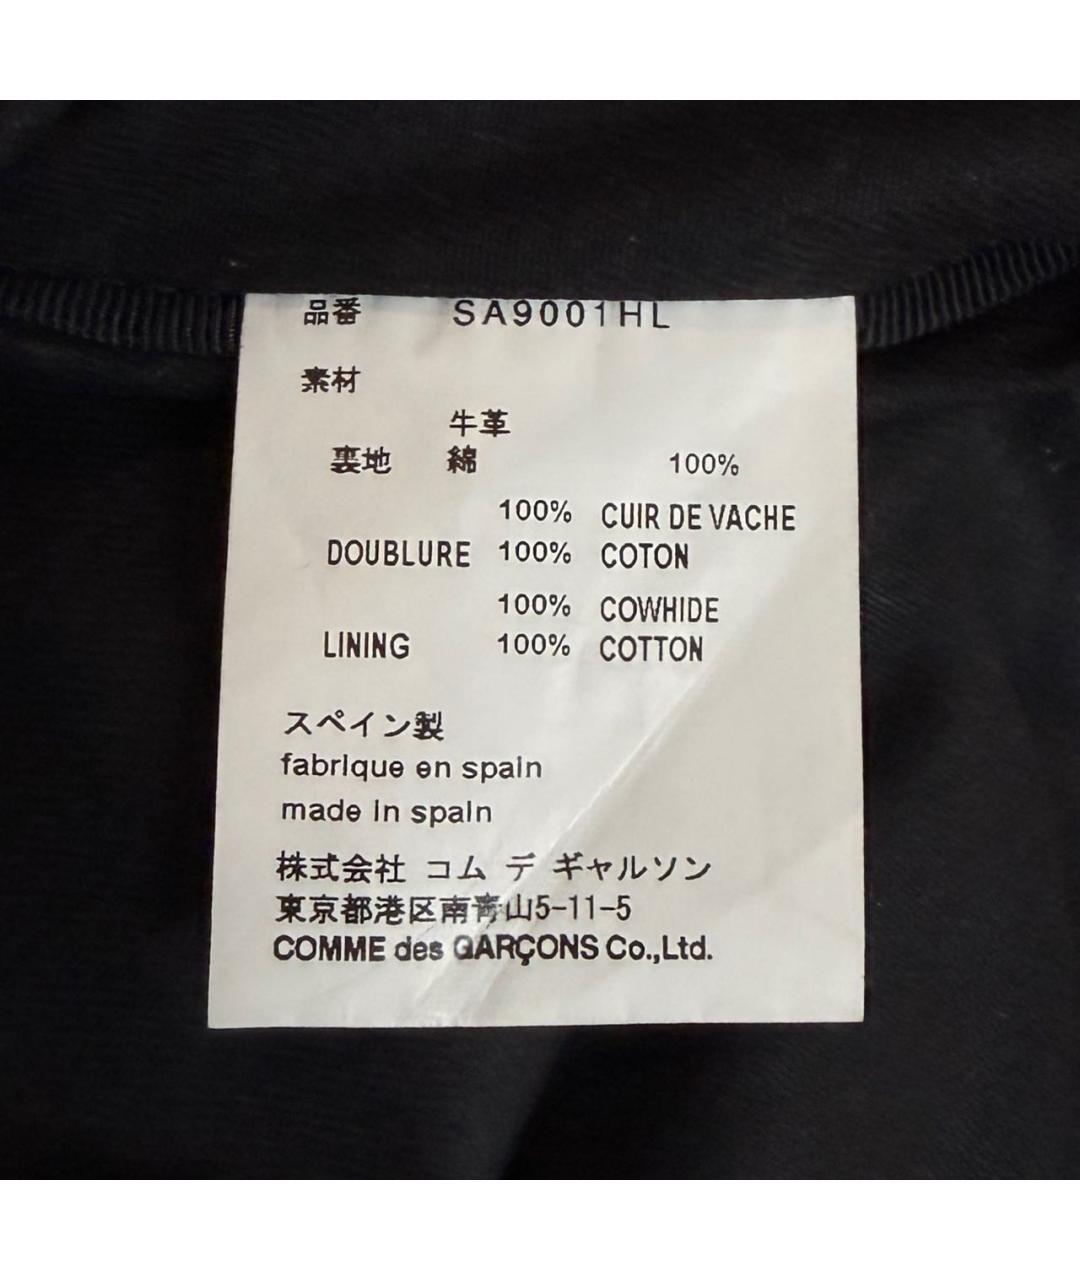 品番 SA9001HL
素材
牛革
裏地 綿 100%
100% CUIR DE VACHE
DOUBLURE 100% COTON
100% COWHIDE
LINING 100% COTTON
スペイン製
fabrique en spain
made in spain
株式会社 コム デ ギャルソン
東京都港区南青山5-11-5
COMME des GARÇONS Co.,Ltd.